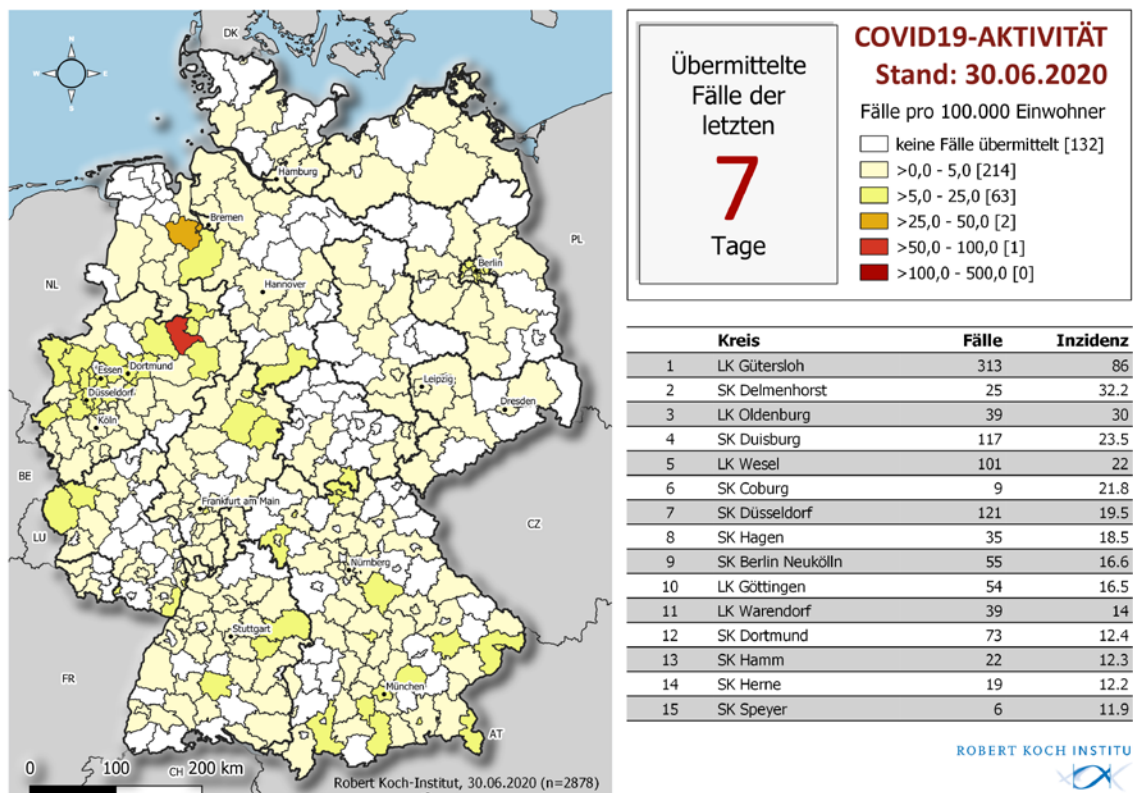 DK
N
W E
S
Hamburg
Bremen
PL
Berlin
NL
Hannover
Essen
Dortmund
Düsseldorf
Leipzig
Köln
Dresden
BE
Frankfurt am Main
LU
CZ
Nürnberg
Stuttgart
FR
München
AT
CH
0 100 200 km
Robert Koch-Institut, 30.06.2020 (n=2878)
Übermittelte
Fälle der
letzten
7
Tage
COVID19-AKTIVITÄT
Stand: 30.06.2020
Fälle pro 100.000 Einwohner
keine Fälle übermittelt [132]
>0,0 - 5,0 [214]
>5,0 - 25,0 [63]
>25,0 - 50,0 [2]
>50,0 - 100,0 [1]
>100,0 - 500,0 [0]
Kreis Fälle Inzidenz
1 LK Gütersloh 313 86
2 SK Delmenhorst 25 32.2
3 LK Oldenburg 39 30
4 SK Duisburg 117 23.5
5 LK Wesel 101 22
6 SK Coburg 9 21.8
7 SK Düsseldorf 121 19.5
8 SK Hagen 35 18.5
9 SK Berlin Neukölln 55 16.6
10 LK Göttingen 54 16.5
11 LK Warendorf 39 14
12 SK Dortmund 73 12.4
13 SK Hamm 22 12.3
14 SK Herne 19 12.2
15 SK Speyer 6 11.9
ROBERT KOCH INSTITU